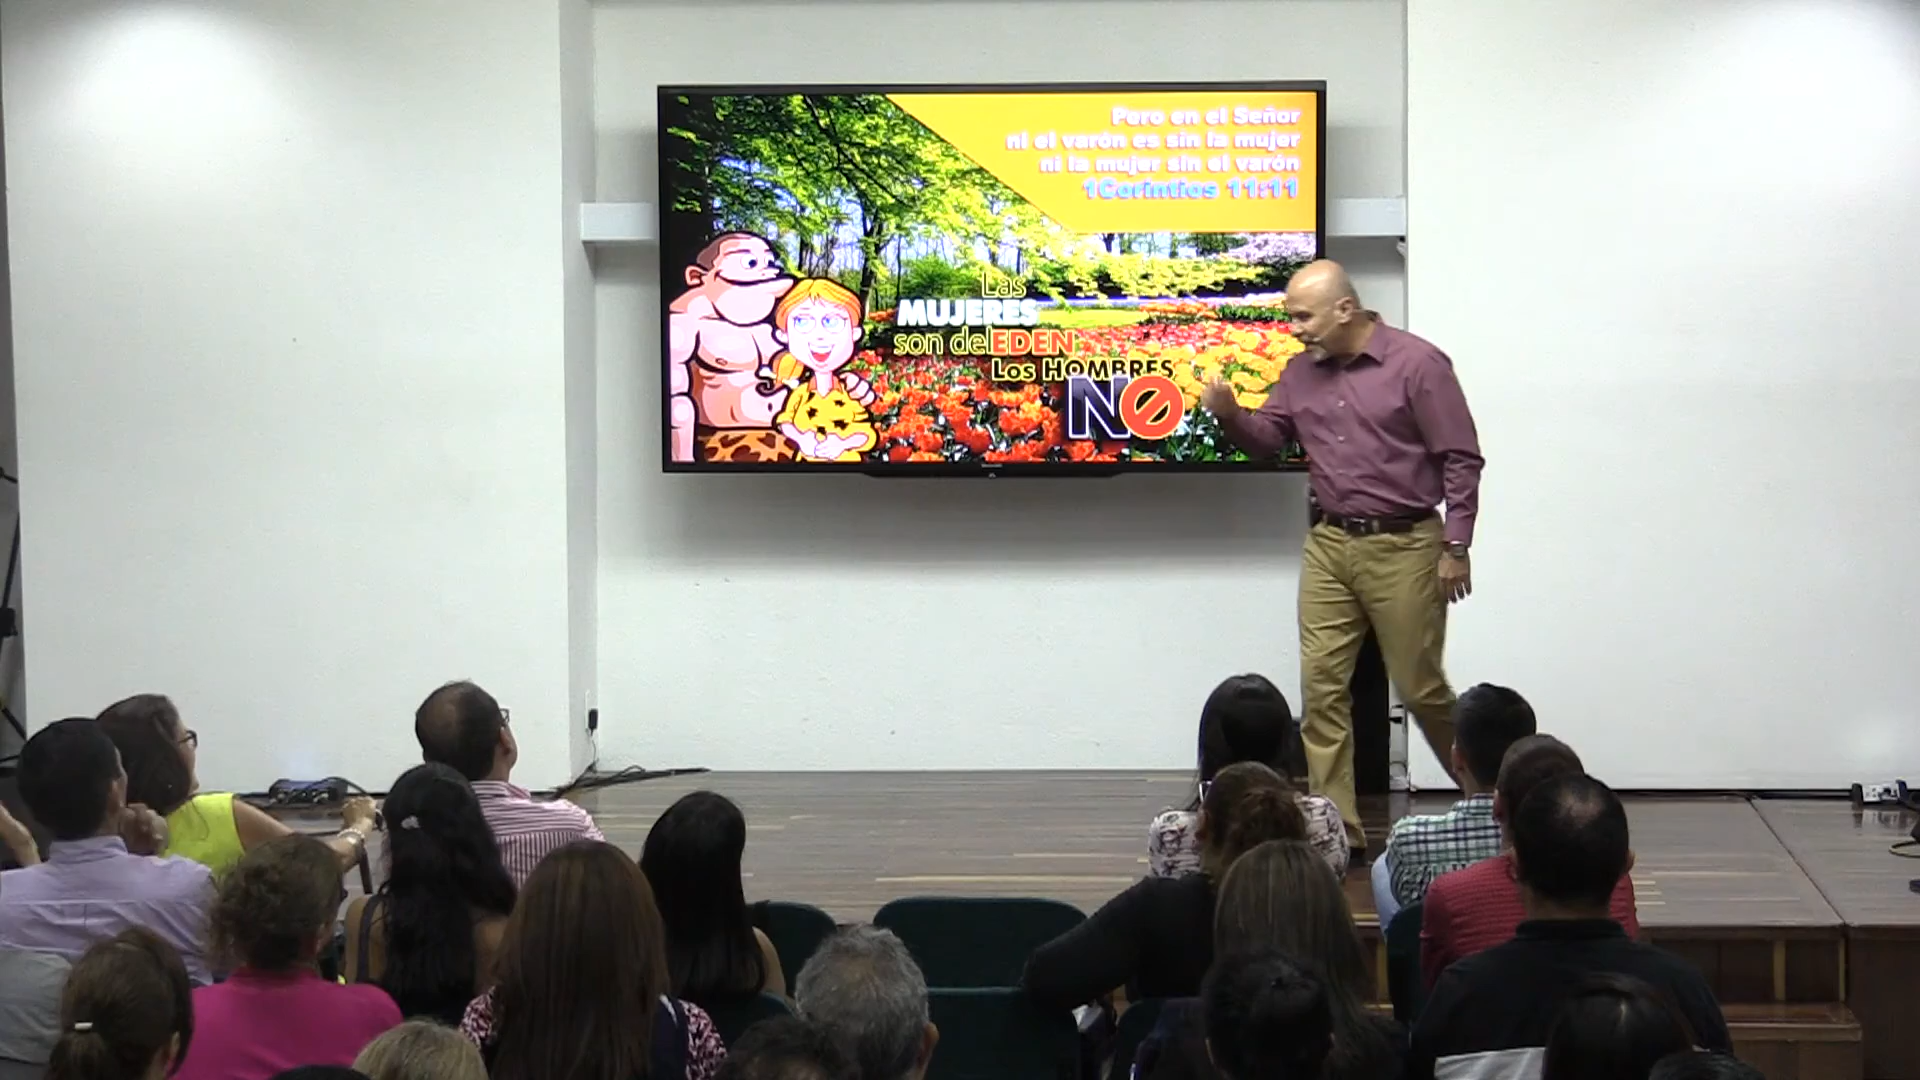 Pero en el Señor
ni el varón es sin la mujer
ni la mujer sin el varón
1Corintios 11:11
Las
MUJERES
son del EDEN
Los HOMBRES
NO